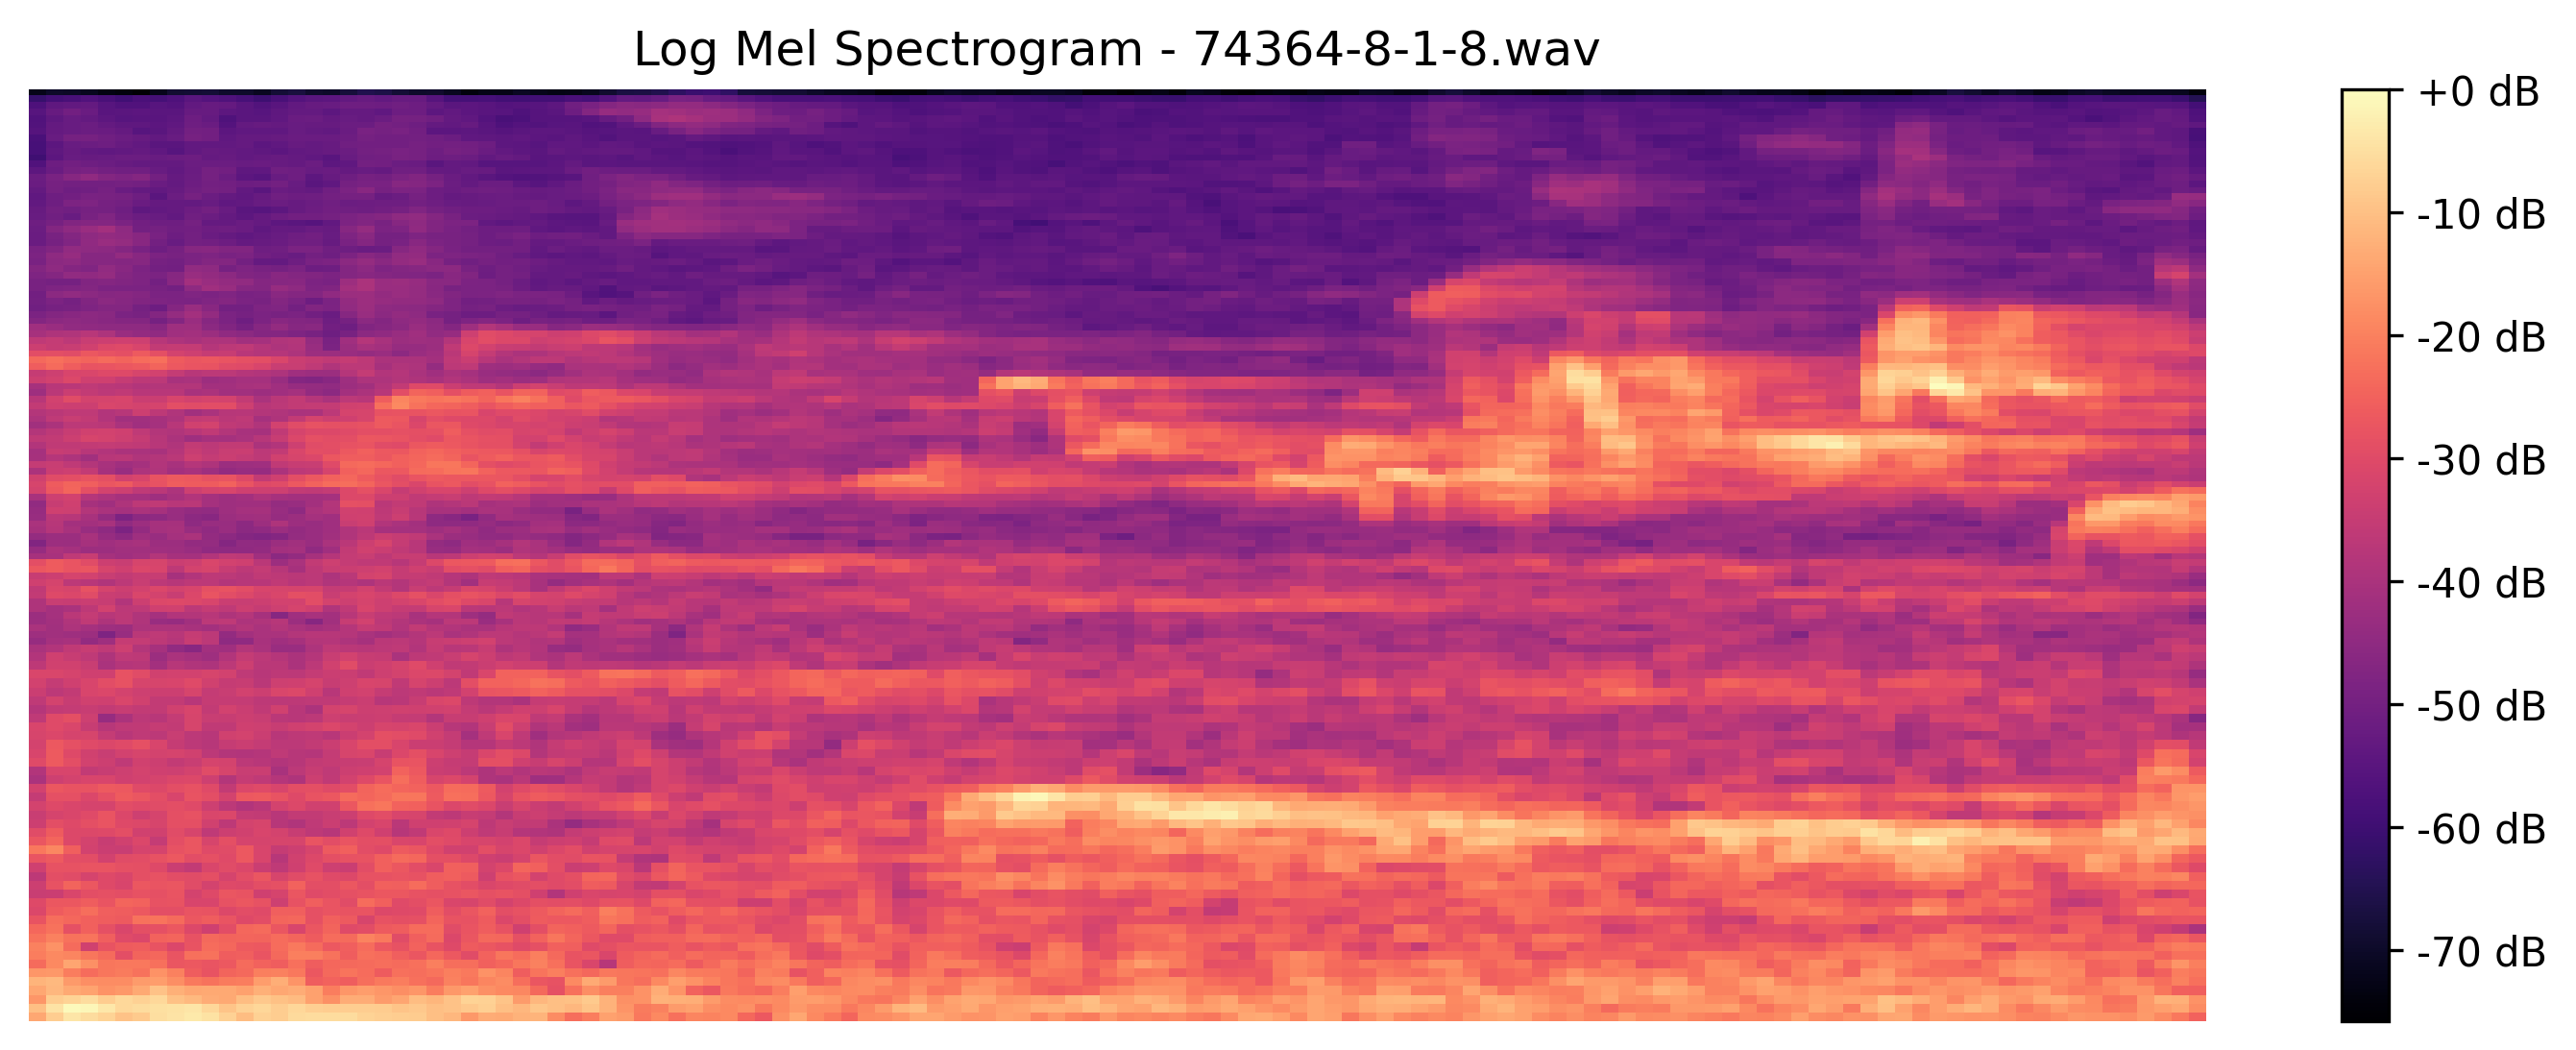 Log Mel Spectrogram - 74364-8-1-8.wav
+0 dB
-10 dB
-20 dB
-30 dB
-40 dB
-50 dB
-60 dB
-70 dB